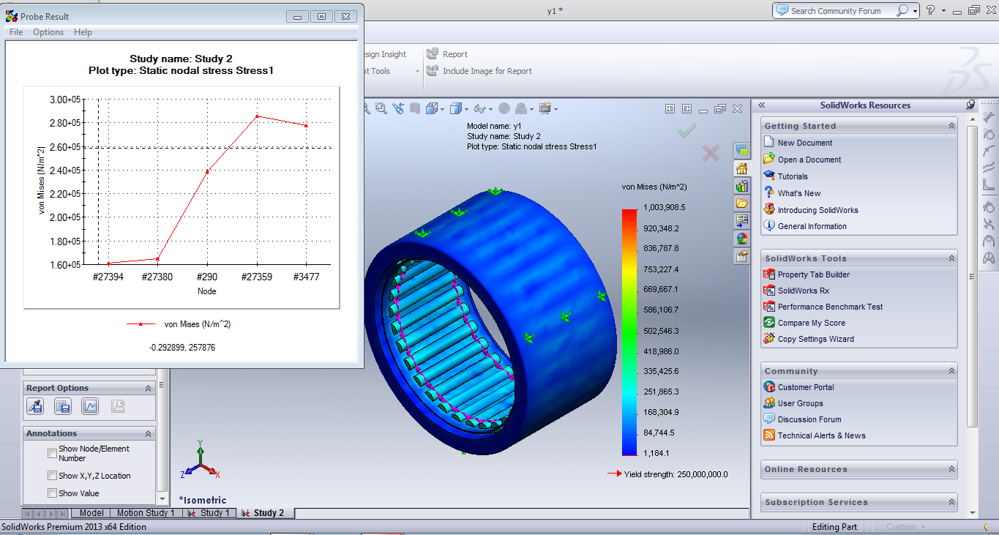 Probe Result
File Options Help
Study name: Study 2
Plot type: Static nodal stress Stress1
3.00+05
2.80+05
2.60+05
2.40+05
2.20+05
2.00+05
1.80+05
1.60+05
von Mises (N/m^2)
#27394 #27380 #290 #27359 #3477
Node
von Mises (N/m^2)
-0.292899, 257876
y1 *
Search Community Forum
esign Insight
Report
ot Tools
Include Image for Report
Model name: y1
Study name: Study 2
Plot type: Static nodal stress Stress1
von Mises (N/m^2)
1,003,908.5
920,348.2
836,787.8
753,227.4
669,667.1
586,106.7
502,546.3
418,986.0
335,425.6
251,865.3
168,304.9
84,744.5
1,184.1
Yield strength: 250,000,000.0
Y
Z
X
*Isometric
SolidWorks Resources
Getting Started
New Document
Open a Document
Tutorials
What's New
Introducing SolidWorks
General Information
SolidWorks Tools
Property Tab Builder
SolidWorks Rx
Performance Benchmark Test
Compare My Score
Copy Settings Wizard
Community
Customer Portal
User Groups
Discussion Forum
Technical Alerts & News
Online Resources
Subscription Services
Report Options
Annotations
Show Node/Element
Number
Show X,Y,Z Location
Show Value
Model Motion Study 1 Study 1 Study 2
SolidWorks Premium 2013 x64 Edition
Editing Part
Custom